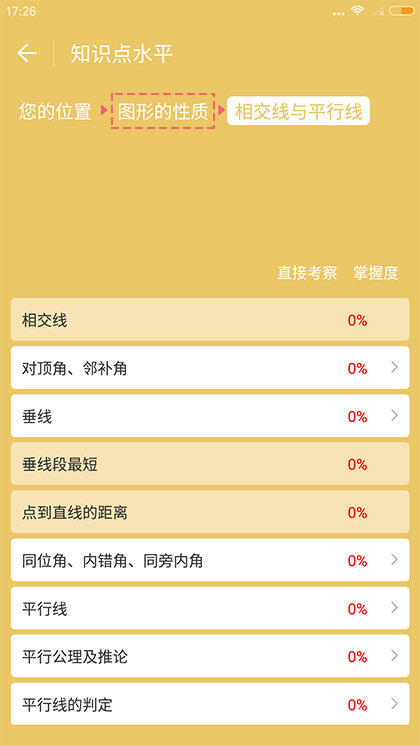 17:26
知识点水平
您的位置 图形的性质 相交线与平行线
直接考察 掌握度
相交线 0%
对顶角、邻补角 0%
垂线 0%
垂线段最短 0%
点到直线的距离 0%
同位角、内错角、同旁内角 0%
平行线 0%
平行公理及推论 0%
平行线的判定 0%